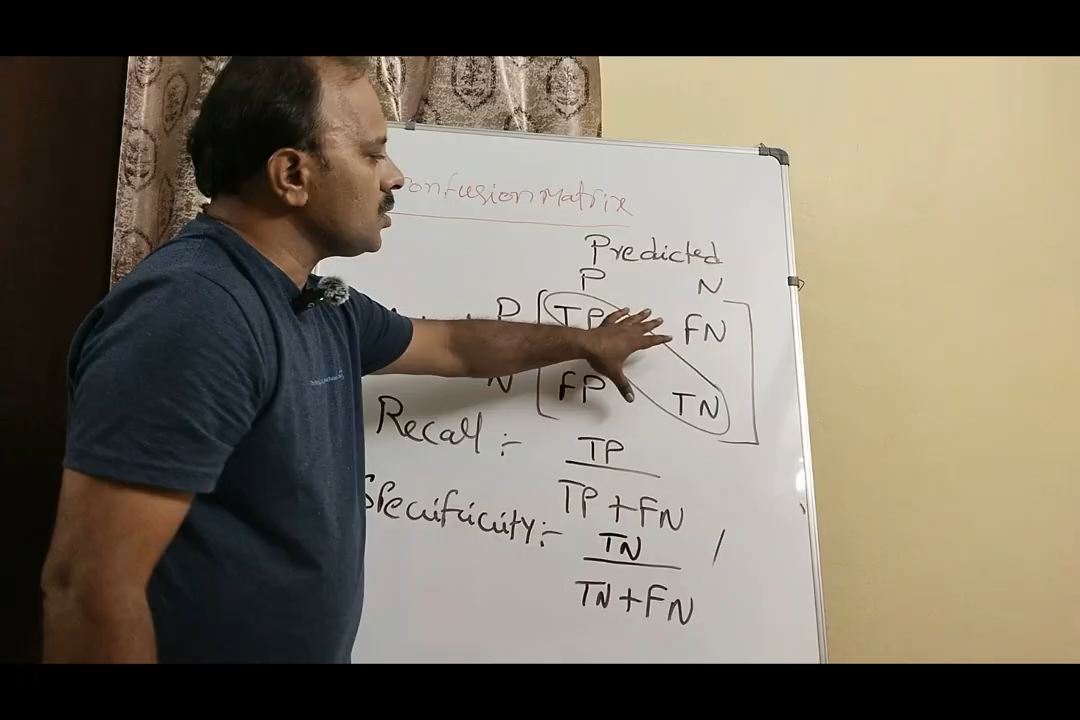 Confusion Matrix
Predicted
P N
P TP FN
N FP TN
Recall :- TP
TP + FN
Specificity :- TN
TN + FN